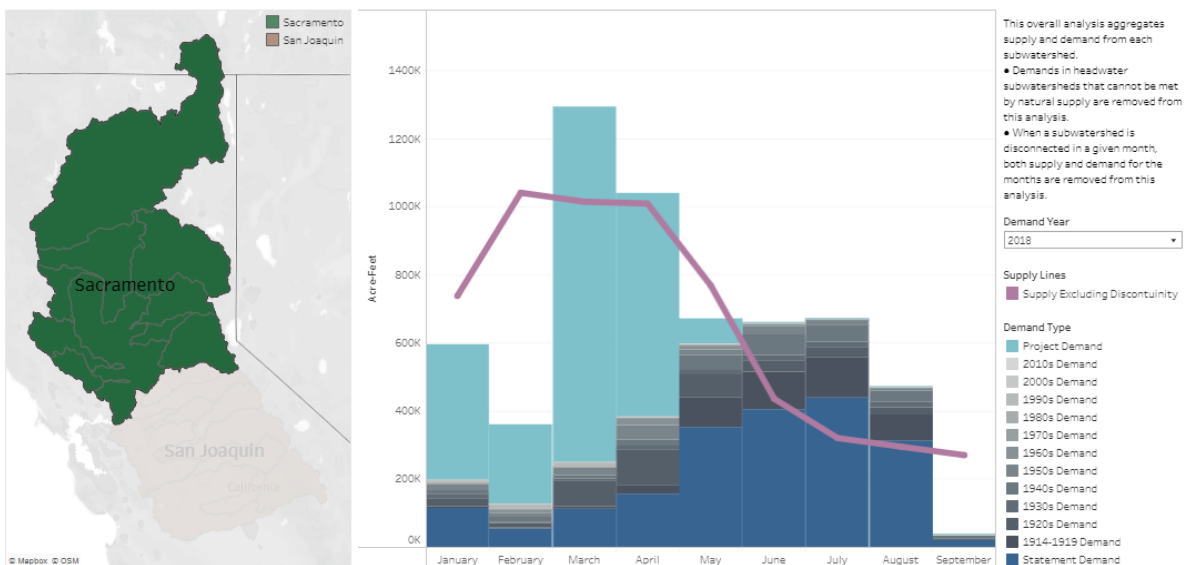 Sacramento
San Joaquin
Sacramento
San Joaquin
California
© Mapbox © OSM
1400K
1200K
1000K
800K
600K
400K
200K
0K
Acre-Feet
January February March April May June July August September
This overall analysis aggregates
supply and demand from each
subwatershed.
● Demands in headwater
subwatersheds that cannot be met
by natural supply are removed from
this analysis.
● When a subwatershed is
disconnected in a given month,
both supply and demand for the
months are removed from this
analysis.
Demand Year
2018
Supply Lines
Supply Excluding Discontuinity
Demand Type
Project Demand
2010s Demand
2000s Demand
1990s Demand
1980s Demand
1970s Demand
1960s Demand
1950s Demand
1940s Demand
1930s Demand
1920s Demand
1914-1919 Demand
Statement Demand